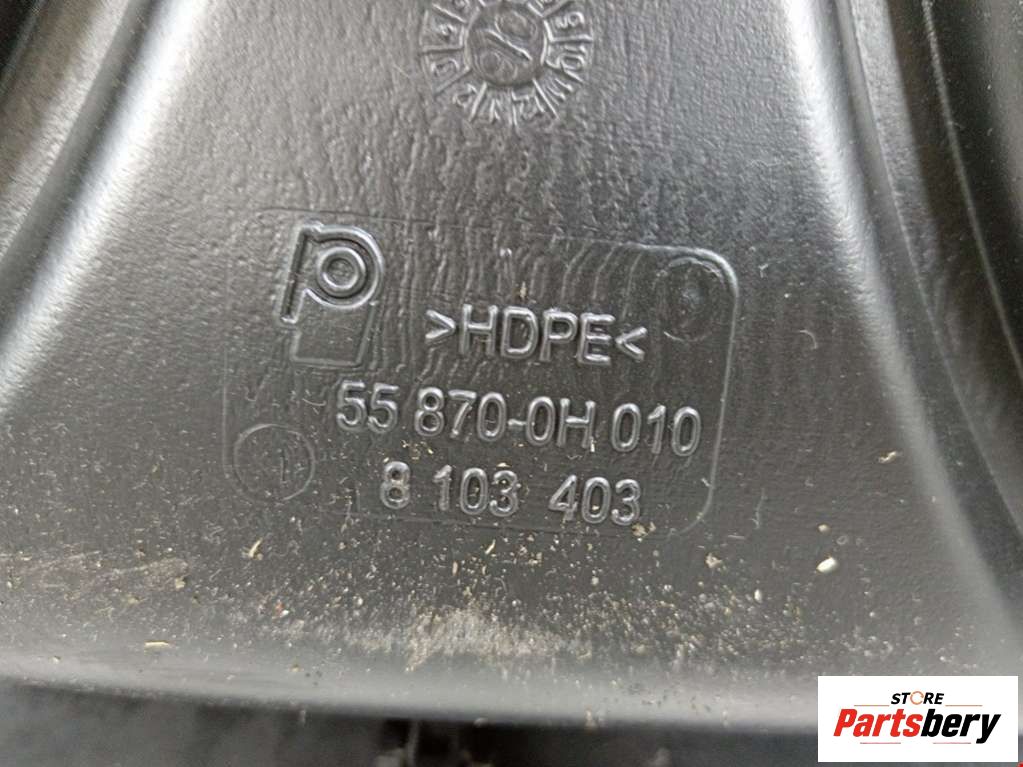 >HDPE<
55 870-0H 010
8 103 403
STORE
Partsbery